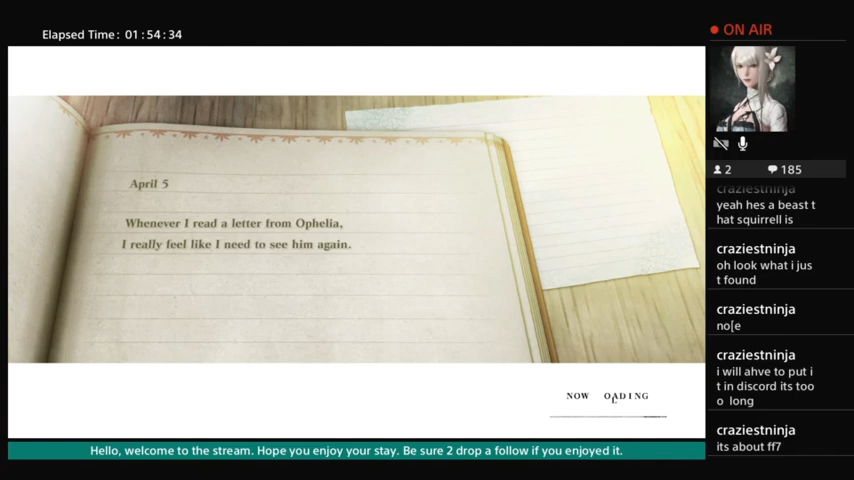 Elapsed Time: 01:54:34
ON AIR
2
185
April 5
Whenever I read a letter from Ophelia,
I really feel like I need to see him again.
NOW LOADING
Hello, welcome to the stream. Hope you enjoy your stay. Be sure 2 drop a follow if you enjoyed it.
craziestninja
yeah hes a beast t
hat squirrell is
craziestninja
oh look what i jus
t found
craziestninja
no[e
craziestninja
i will ahve to put i
t in discord its too
o long
craziestninja
its about ff7